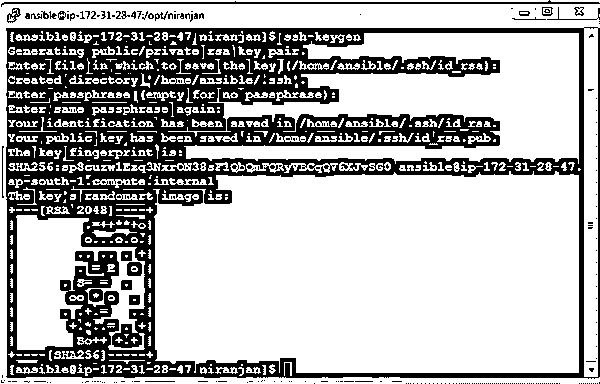 ansible@ip-172-31-28-47:/opt/niranjan
[ansible@ip-172-31-28-47 niranjan]$ ssh-keygen
Generating public/private rsa key pair.
Enter file in which to save the key (/home/ansible/.ssh/id_rsa):
Created directory '/home/ansible/.ssh'.
Enter passphrase (empty for no passphrase):
Enter same passphrase again:
Your identification has been saved in /home/ansible/.ssh/id_rsa.
Your public key has been saved in /home/ansible/.ssh/id_rsa.pub.
The key fingerprint is:
ansible@ip-172-31-28-47.
ap-south-1.compute.internal
The key's randomart image is:
+---[RSA 2048]----+
+----[SHA256]-----+
[ansible@ip-172-31-28-47 niranjan]$